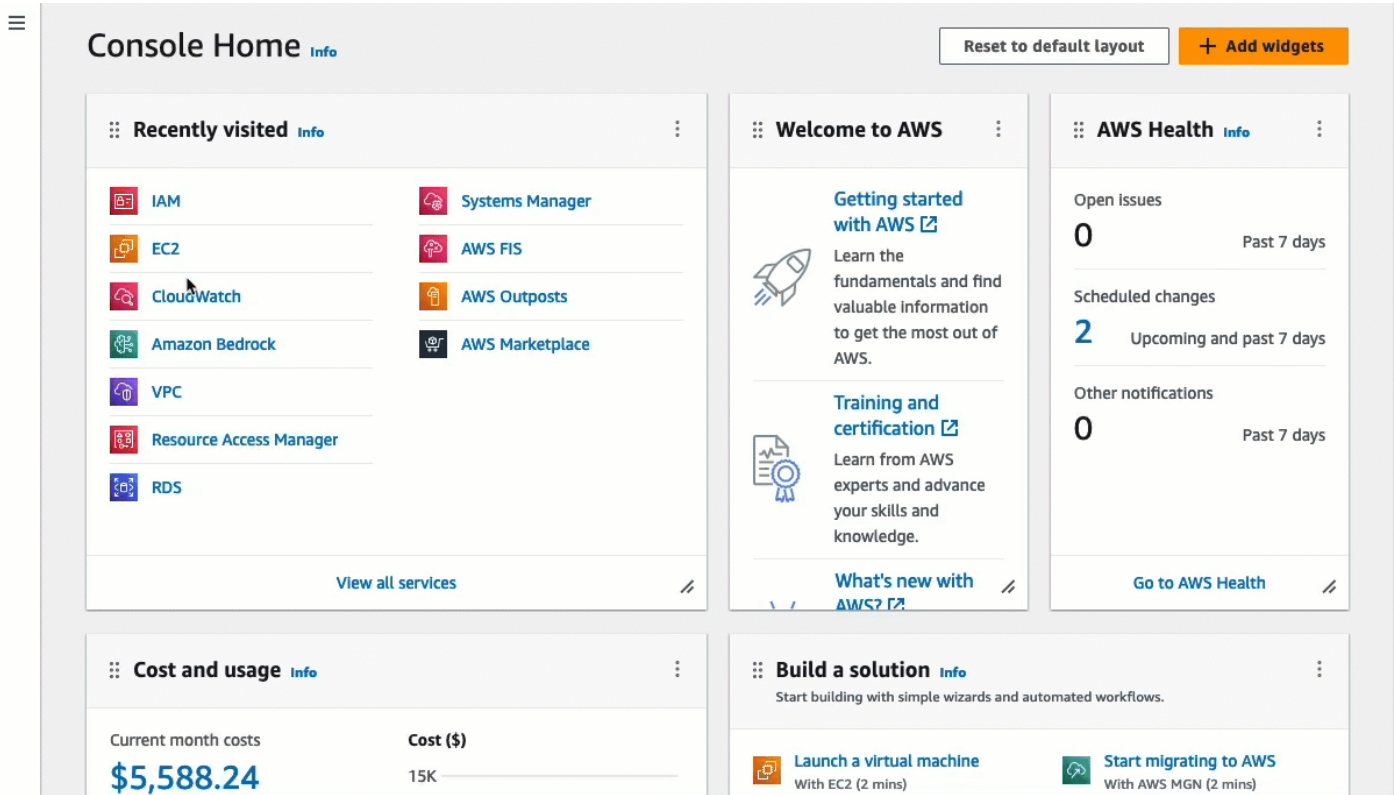 Console Home Info
Reset to default layout
+ Add widgets
Recently visited Info
IAM
EC2
CloudWatch
Amazon Bedrock
VPC
Resource Access Manager
RDS
Systems Manager
AWS FIS
AWS Outposts
AWS Marketplace
View all services
Welcome to AWS
Getting started
with AWS
Learn the
fundamentals and find
valuable information
to get the most out of
AWS.
Training and
certification
Learn from AWS
experts and advance
your skills and
knowledge.
What's new with
AWS?
AWS Health Info
Open issues
0
Past 7 days
Scheduled changes
2
Upcoming and past 7 days
Other notifications
0
Past 7 days
Go to AWS Health
Cost and usage Info
Current month costs
$5,588.24
Cost ($)
15K
Build a solution Info
Start building with simple wizards and automated workflows.
Launch a virtual machine
With EC2 (2 mins)
Start migrating to AWS
With AWS MGN (2 mins)